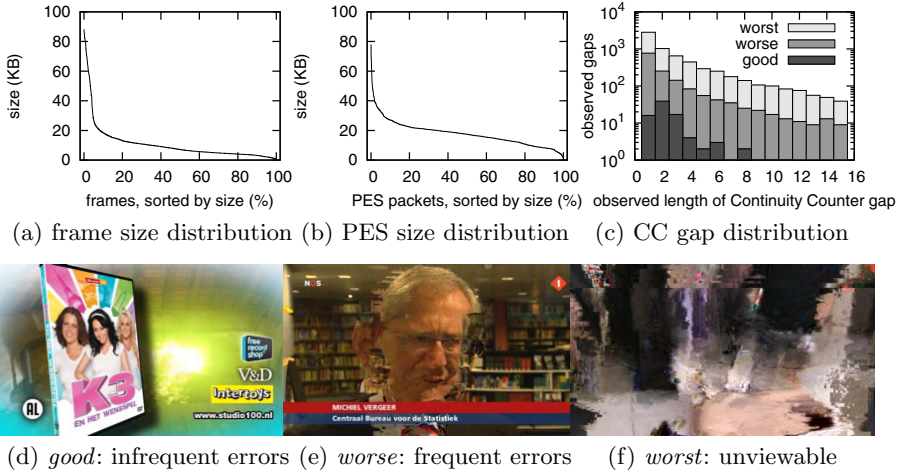 100
80
60
40
20
0
size (KB)
0 20 40 60 80 100
frames, sorted by size (%)
100
80
60
40
20
0
size (KB)
0 20 40 60 80 100
PES packets, sorted by size (%)
10^4
10^3
10^2
10^1
10^0
observed gaps
worst
worse
good
0 2 4 6 8 10 12 14 16
observed length of Continuity Counter gap
(a) frame size distribution
(b) PES size distribution
(c) CC gap distribution
K3
EN HET WENSSPEL
AL
free
record
shop
V&D
Intertoys
www.studio100.nl
NOS
1
MICHIEL VERGEER
Centraal Bureau voor de Statistiek
(d) good: infrequent errors
(e) worse: frequent errors
(f) worst: unviewable